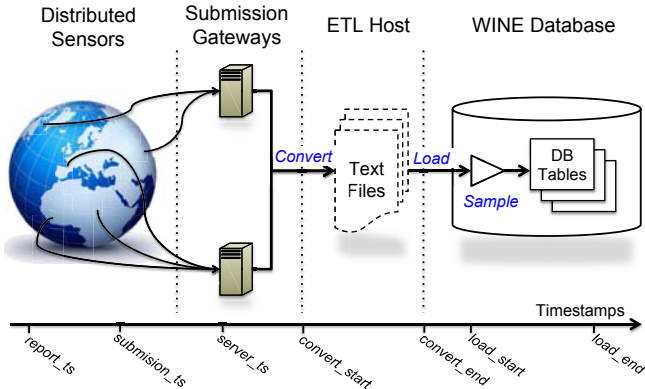 Distributed
Sensors
Submission
Gateways
ETL Host
WINE Database
Convert
Text
Files
Load
Sample
DB
Tables
Timestamps
report_ts
submision_ts
server_ts
convert_start
convert_end
load_start
load_end